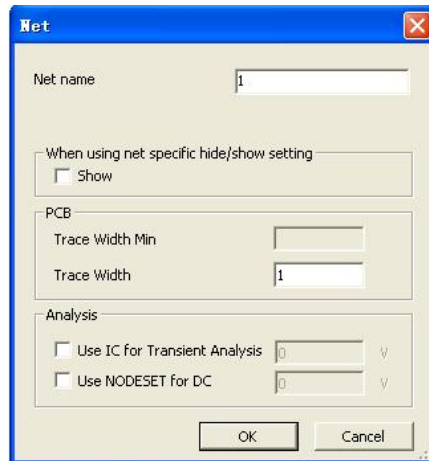 Net
Net name 1
When using net specific hide/show setting
Show
PCB
Trace Width Min
Trace Width 1
Analysis
Use IC for Transient Analysis 0 V
Use NODESET for DC 0 V
OK Cancel